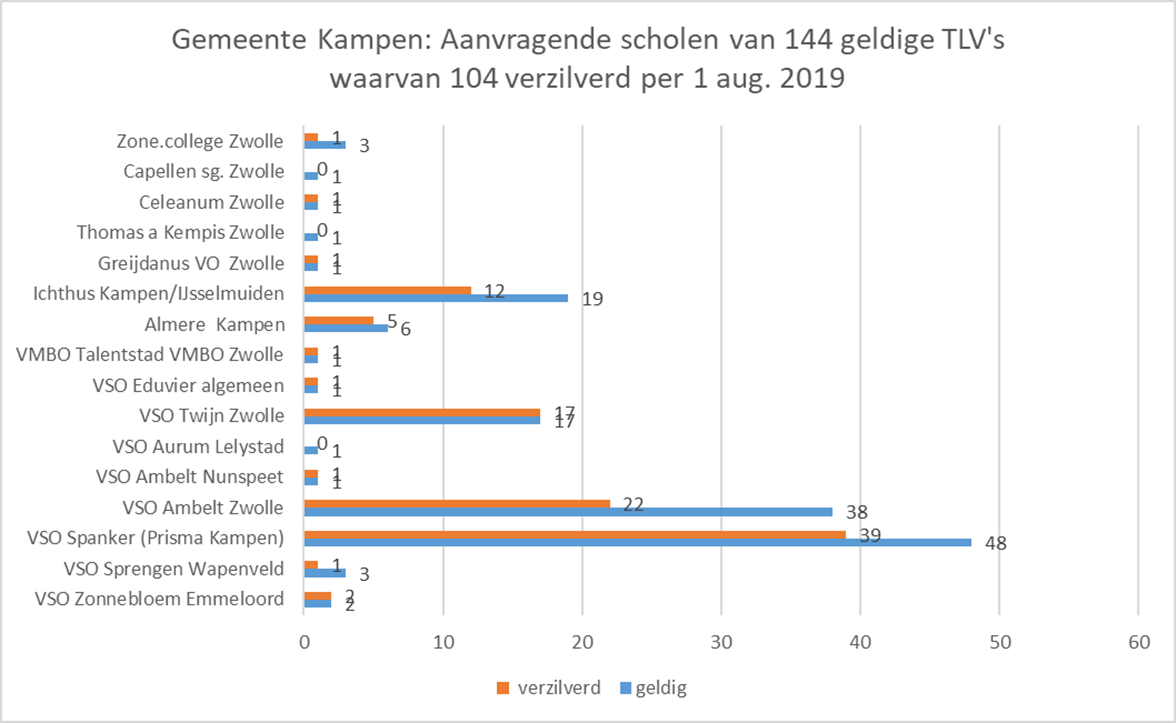 Gemeente Kampen: Aanvragende scholen van 144 geldige TLV's
waarvan 104 verzilverd per 1 aug. 2019
Zone.college Zwolle 1 3
Capellen sg. Zwolle 0 1
Celeanum Zwolle 1 1
Thomas a Kempis Zwolle 0 1
Greijdanus VO Zwolle 1 1
Ichthus Kampen/IJsselmuiden 12 19
Almere Kampen 5 6
VMBO Talentstad VMBO Zwolle 1 1
VSO Eduvier algemeen 1 1
VSO Twijn Zwolle 17 17
VSO Aurum Lelystad 0 1
VSO Ambelt Nunspeet 1 1
VSO Ambelt Zwolle 22 38
VSO Spanker (Prisma Kampen) 39 48
VSO Sprengen Wapenveld 1 3
VSO Zonnebloem Emmeloord 2 2
0 10 20 30 40 50 60
verzilverd geldig